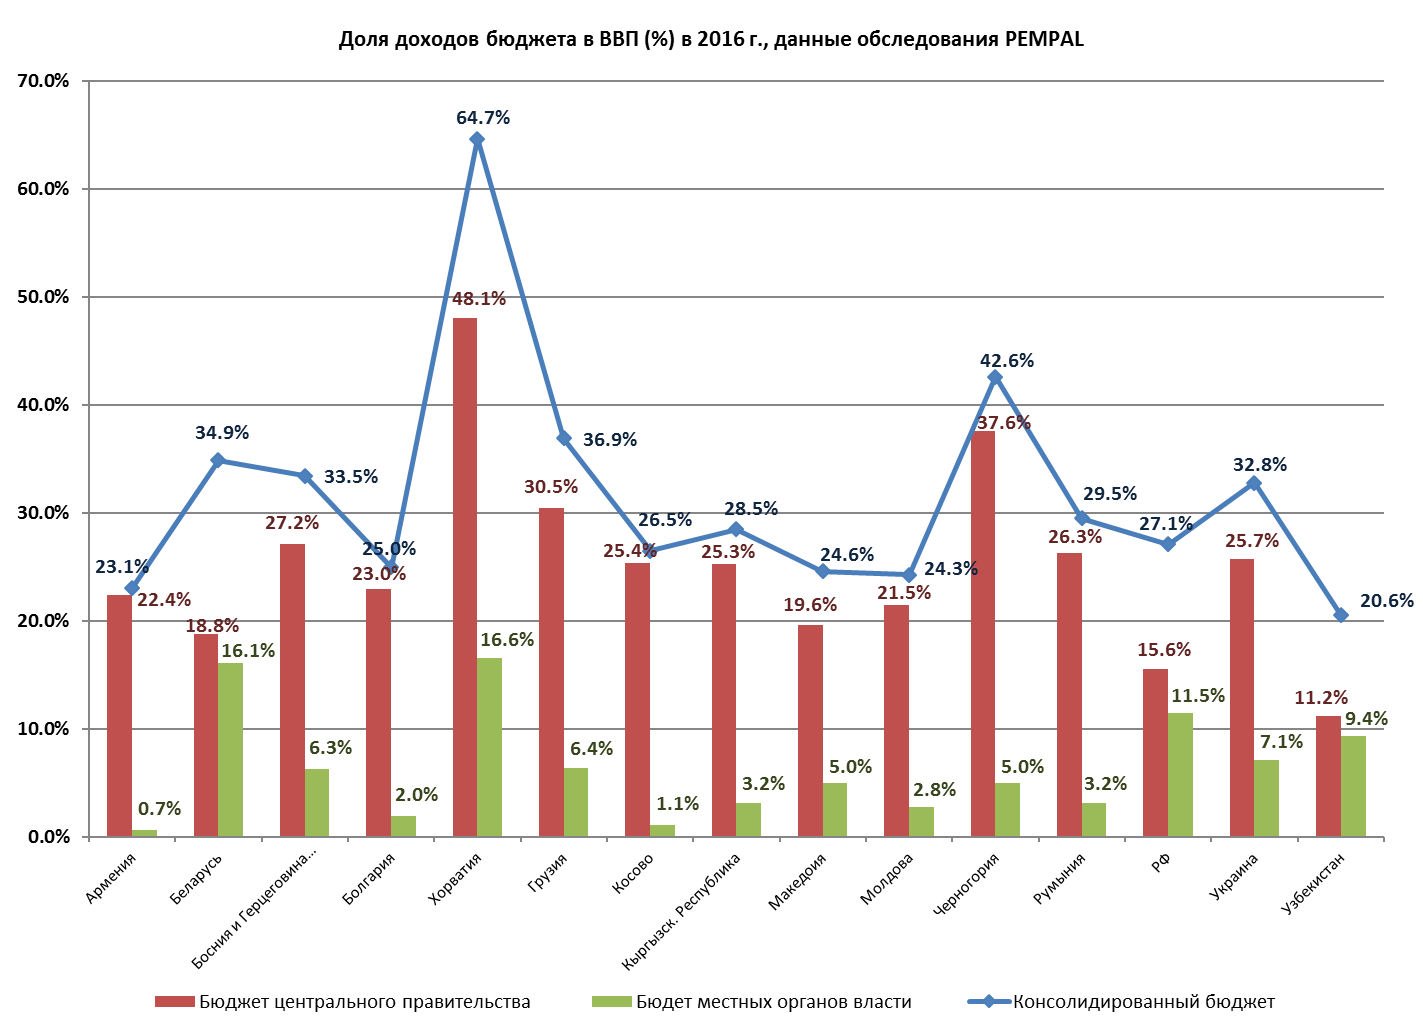 Доля доходов бюджета в ВВП (%) в 2016 г., данные обследования PEMPAL
70.0%
60.0%
50.0%
40.0%
30.0%
20.0%
10.0%
0.0%
23.1%
34.9%
33.5%
25.0%
64.7%
36.9%
26.5%
28.5%
24.6%
24.3%
42.6%
29.5%
27.1%
32.8%
20.6%
22.4%
18.8%
27.2%
23.0%
48.1%
30.5%
25.4%
25.3%
19.6%
21.5%
37.6%
26.3%
15.6%
25.7%
11.2%
0.7%
16.1%
6.3%
2.0%
16.6%
6.4%
1.1%
3.2%
5.0%
2.8%
5.0%
3.2%
11.5%
7.1%
9.4%
Армения
Беларусь
Босния и Герцеговина...
Болгария
Хорватия
Грузия
Косово
Кыргызск. Республика
Македоия
Молдова
Черногория
Румыния
РФ
Украина
Узбекистан
Бюджет центрального правительства
Бюдет местных органов власти
Консолидированный бюджет